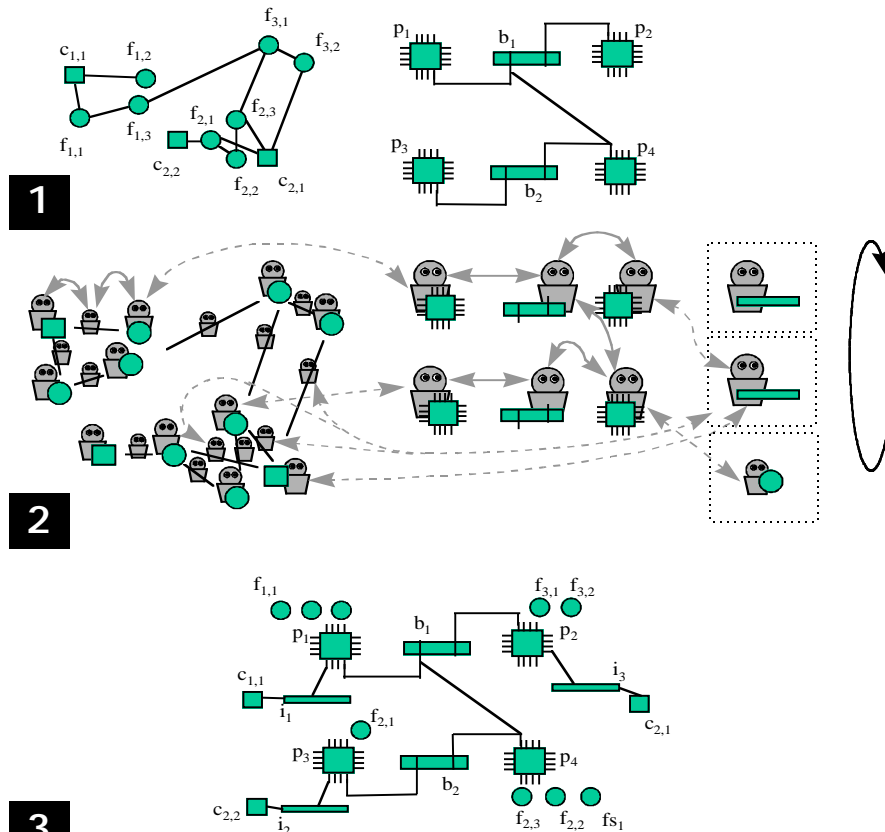 f3,1
c1,1 f1,2 f3,2
p1 b1 p2
f1,1 f1,3 f2,1 f2,3
c2,2 f2,2 c2,1
p3 b2 p4
1
2
f1,1 f3,1 f3,2
p1 b1 p2
c1,1 i1 i3
f2,1 c2,1
p3 b2 p4
c2,2 i2 f2,3 f2,2 fs1
3